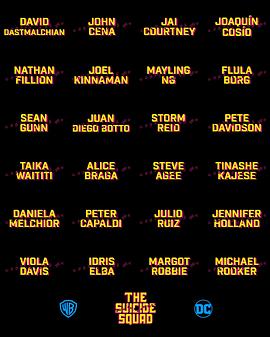 DAVID DASTMALCHIAN
JOHN CENA
JAI COURTNEY
JOAQUÍN COSÍO
NATHAN FILLION
JOEL KINNAMAN
MAYLING NG
FLULA BORG
SEAN GUNN
JUAN DIEGO BOTTO
STORM REID
PETE DAVIDSON
TAIKA WAITITI
ALICE BRAGA
STEVE AGEE
TINASHE KAJESE
DANIELA MELCHIOR
PETER CAPALDI
JULIO RUIZ
JENNIFER HOLLAND
VIOLA DAVIS
IDRIS ELBA
MARGOT ROBBIE
MICHAEL ROOKER
WB
THE
SUICIDE
SQUAD
DC